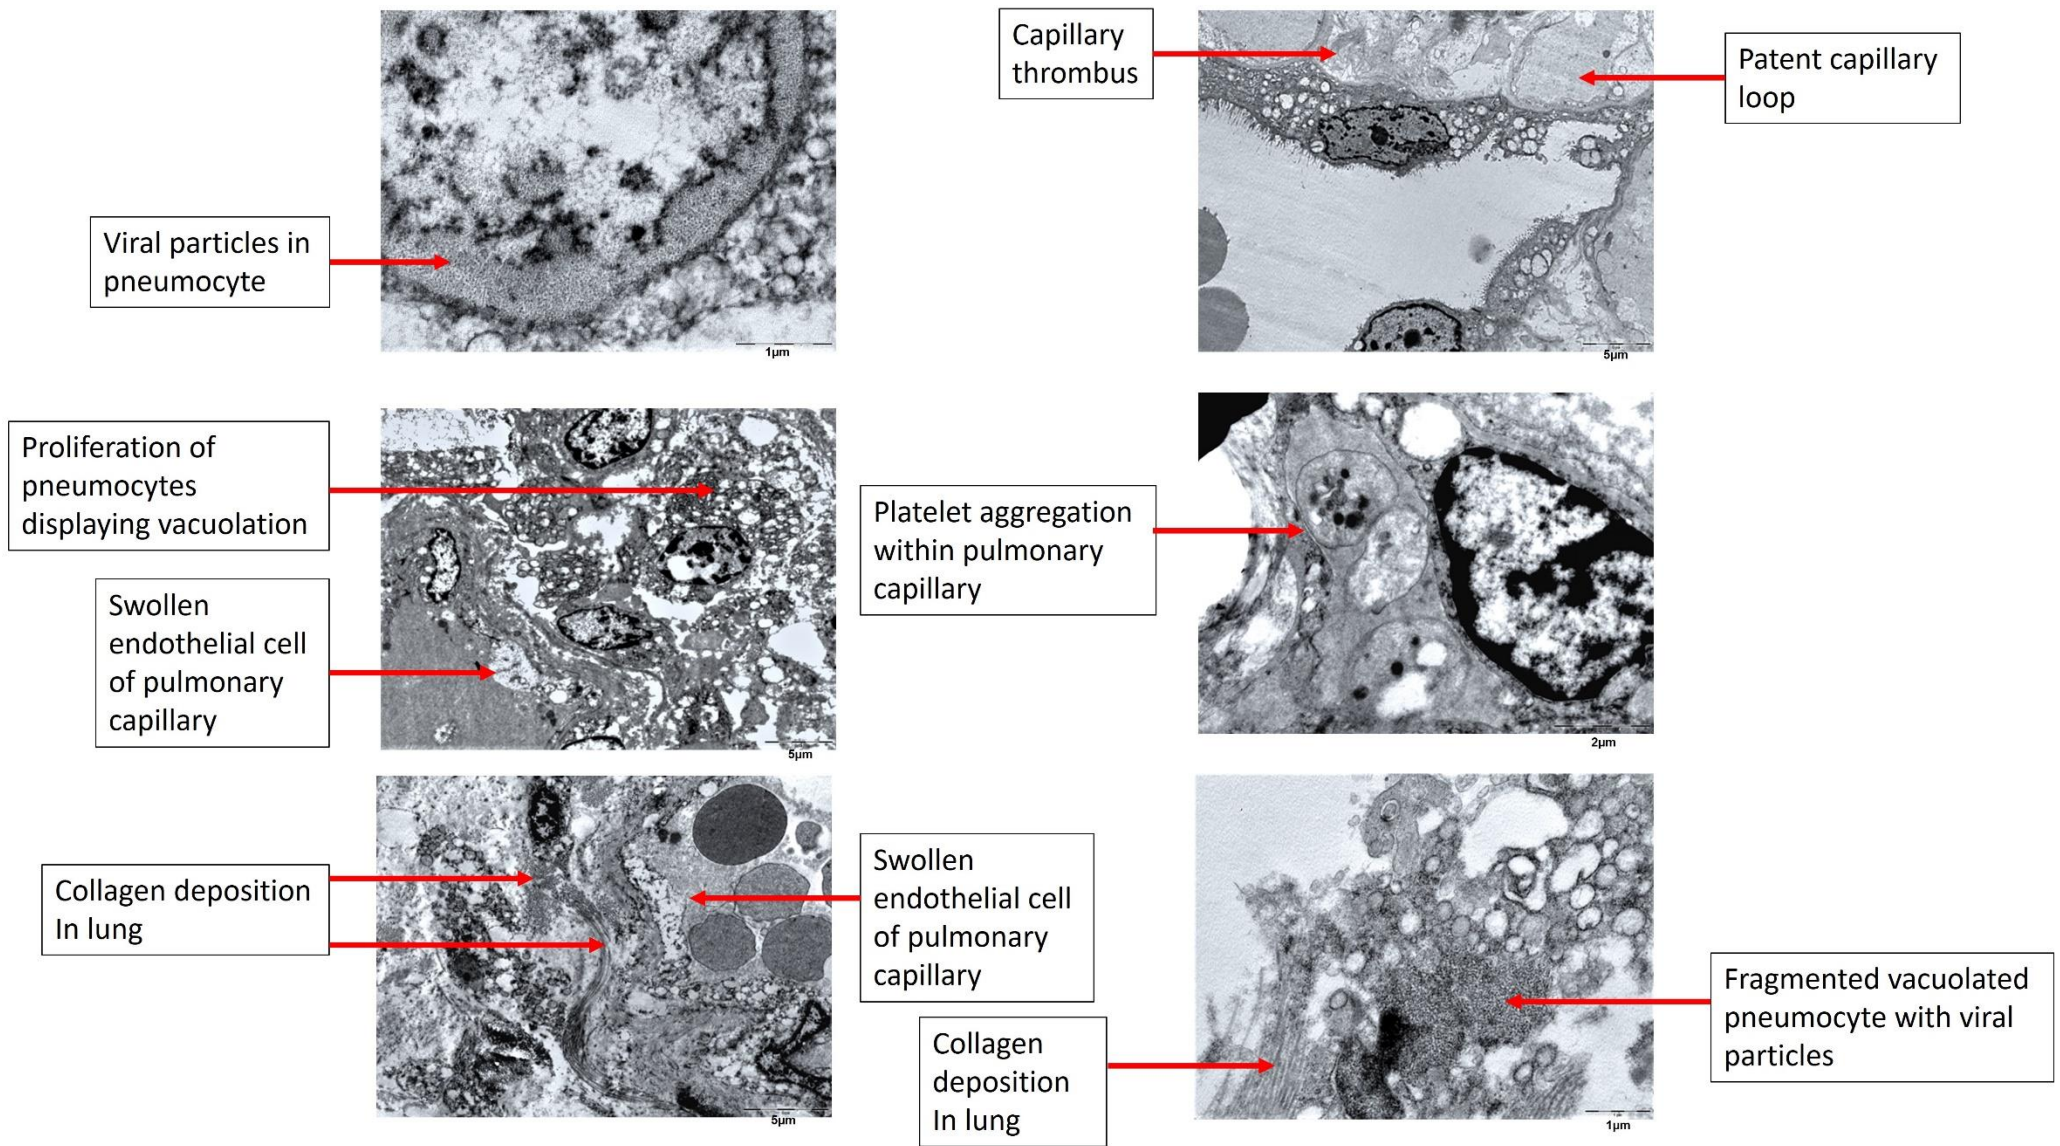 Viral particles in
pneumocyte
1µm
Capillary
thrombus
Patent capillary
loop
5µm
Proliferation of
pneumocytes
displaying vacuolation
Swollen
endothelial cell
of pulmonary
capillary
5µm
Platelet aggregation
within pulmonary
capillary
2µm
Collagen deposition
In lung
Swollen
endothelial cell
of pulmonary
capillary
5µm
Collagen
deposition
In lung
Fragmented vacuolated
pneumocyte with viral
particles
1µm